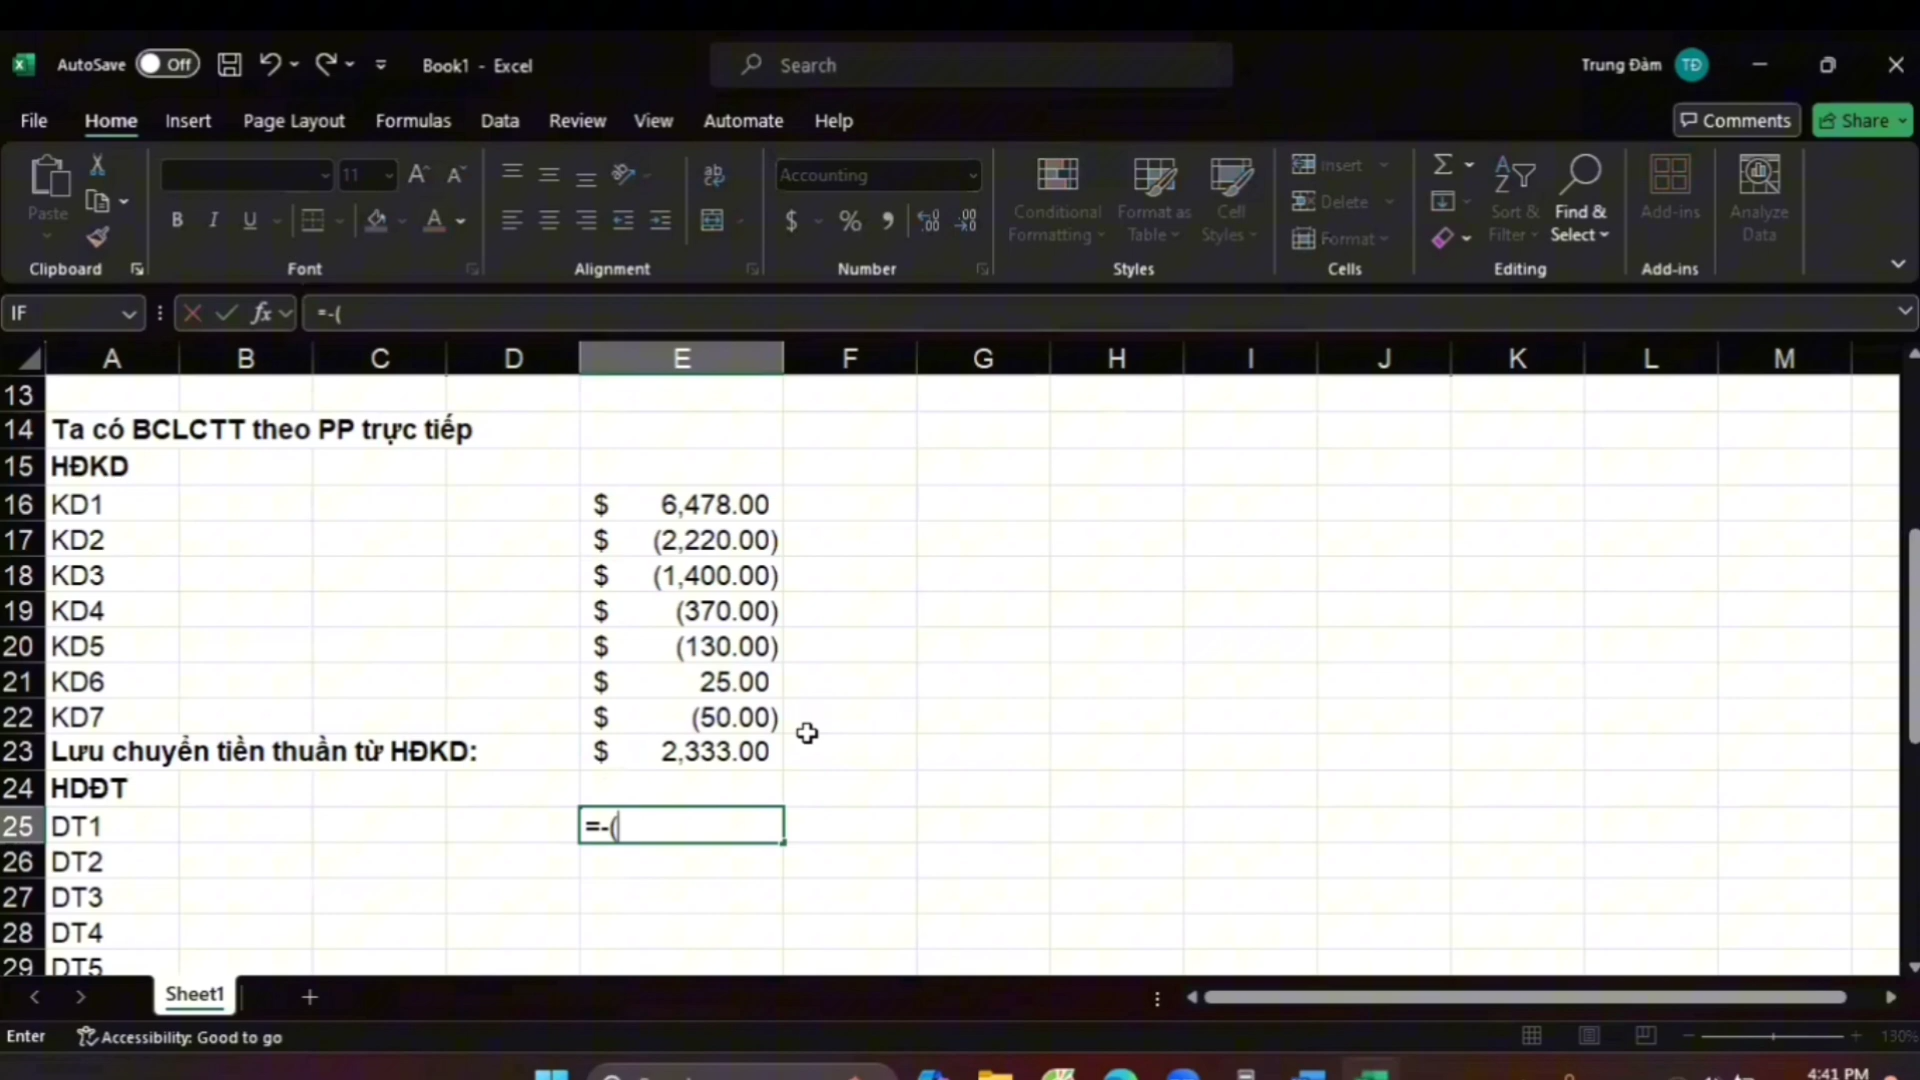 AutoSave Off Book1 - Excel Search Trung Đàm TĐ
File Home Insert Page Layout Formulas Data Review View Automate Help Comments Share
Paste 11 Accounting Conditional Formatting Format as Table Cell Styles Insert Delete Format Sort & Filter Find & Select Add-ins Analyze Data
Clipboard Font Alignment Number Styles Cells Editing Add-ins
IF fx =-(
A B C D E F G H I J K L M
13
14 Ta có BCLCTT theo PP trực tiếp
15 HĐKD
16 KD1 $ 6,478.00
17 KD2 $ (2,220.00)
18 KD3 $ (1,400.00)
19 KD4 $ (370.00)
20 KD5 $ (130.00)
21 KD6 $ 25.00
22 KD7 $ (50.00)
23 Lưu chuyển tiền thuần từ HĐKD: $ 2,333.00
24 HDĐT
25 DT1 =-(
26 DT2
27 DT3
28 DT4
29 DT5
Sheet1
Enter Accessibility: Good to go 130%
4:41 PM